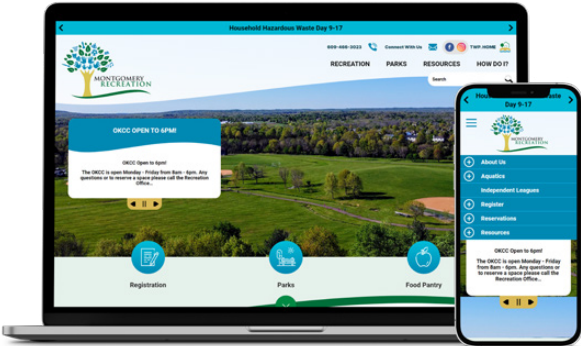 Household Hazardous Waste Day 9-17
MONTGOMERY
RECREATION
609-466-3023
Connect With Us
TWP. HOME
RECREATION
PARKS
RESOURCES
HOW DO I?
Search
OKCC OPEN TO 6PM!
OKCC Open to 6pm!
The OKCC is open Monday - Friday from 8am - 6pm. Any
questions or to reserve a space please call the Recreation
Office...
Registration
Parks
Food Pantry
Day 9-17
MONTGOMERY
RECREATION
About Us
Aquatics
Independent Leagues
Register
Reservations
Resources
OKCC Open to 6pm!
The OKCC is open Monday - Friday
from 8am - 6pm. Any questions or
to reserve a space please call the
Recreation Office...